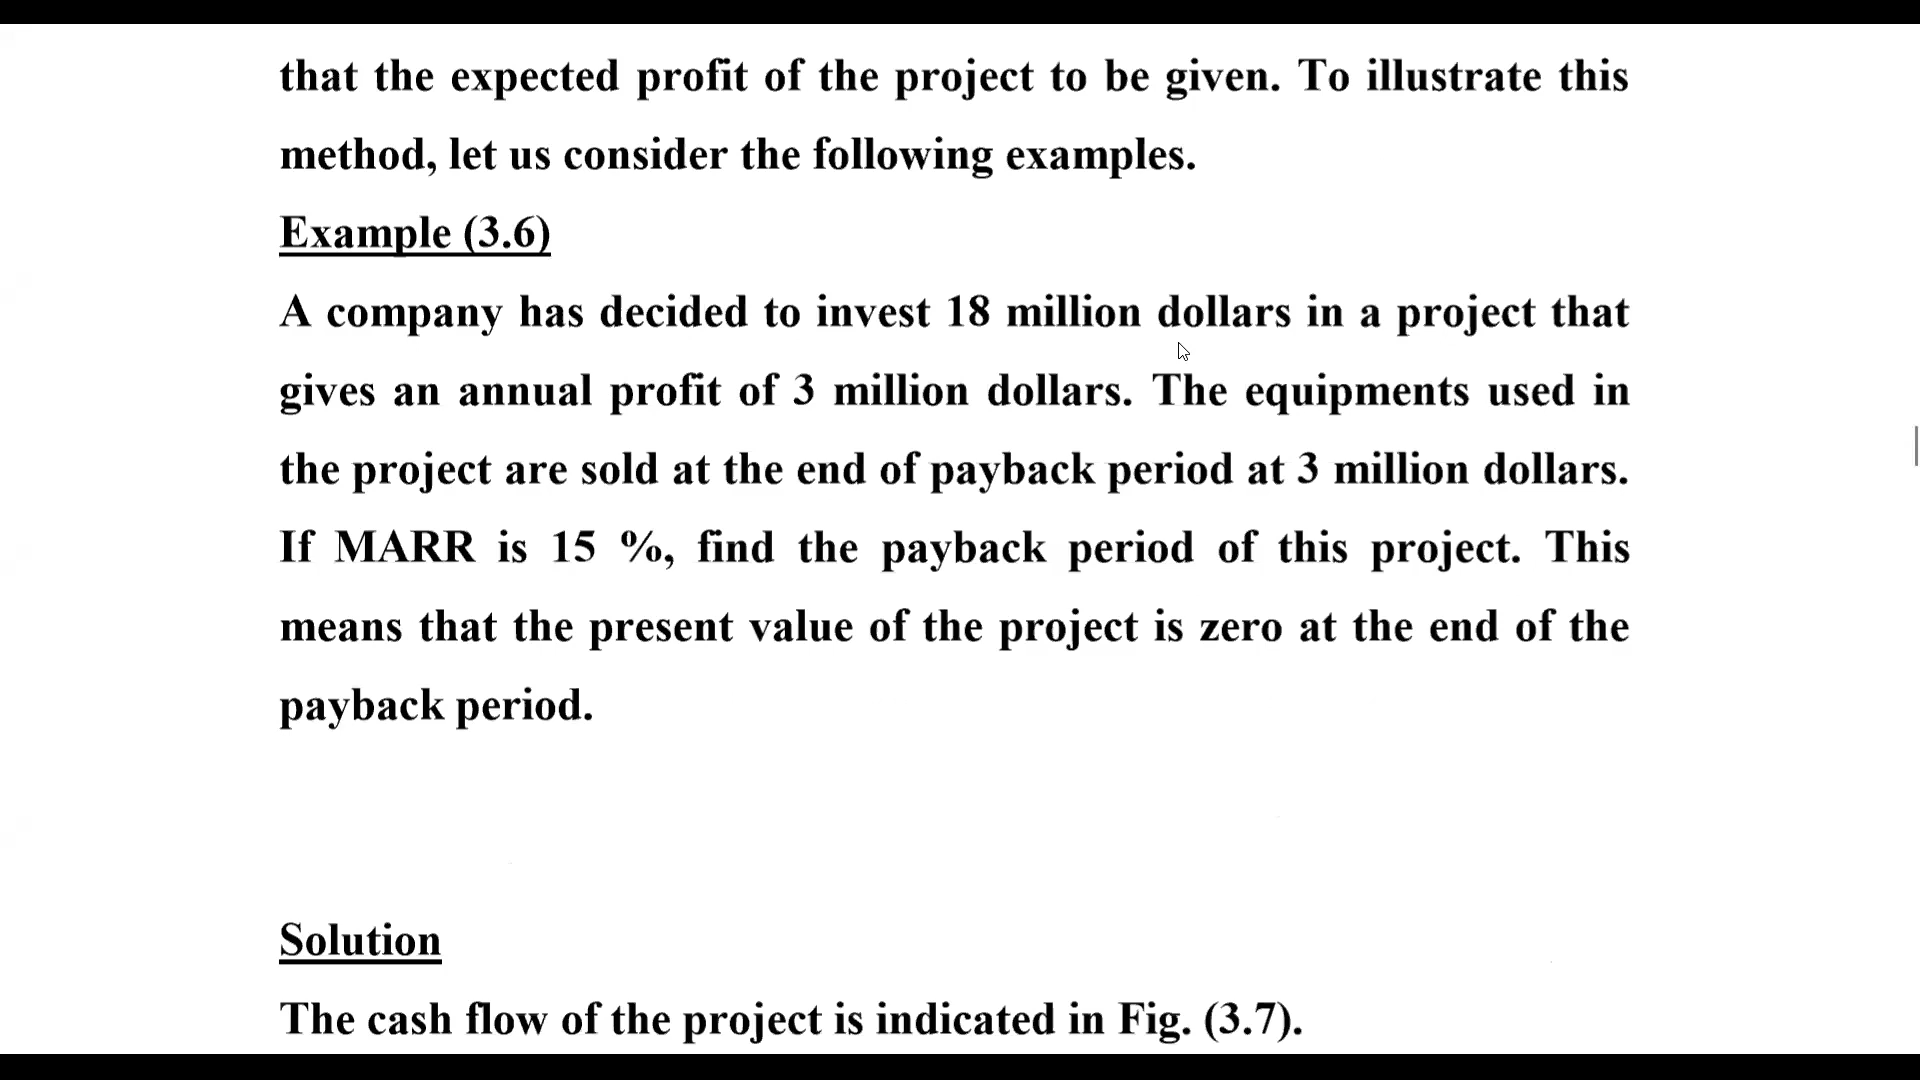 that the expected profit of the project to be given. To illustrate this
method, let us consider the following examples.
Example (3.6)
A company has decided to invest 18 million dollars in a project that
gives an annual profit of 3 million dollars. The equipments used in
the project are sold at the end of payback period at 3 million dollars.
If MARR is 15 %, find the payback period of this project. This
means that the present value of the project is zero at the end of the
payback period.
Solution
The cash flow of the project is indicated in Fig. (3.7).